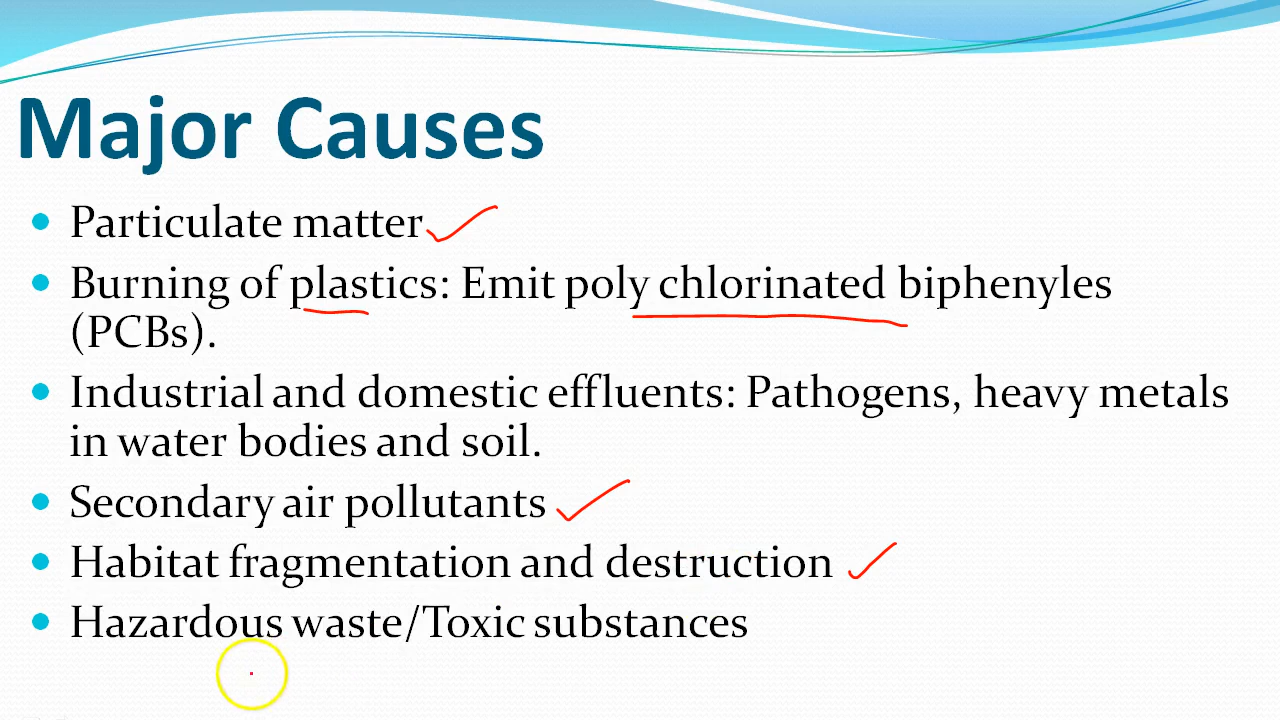 Major Causes
Particulate matter
Burning of plastics: Emit poly chlorinated biphenyles
(PCBs).
Industrial and domestic effluents: Pathogens, heavy metals
in water bodies and soil.
Secondary air pollutants
Habitat fragmentation and destruction
Hazardous waste/Toxic substances